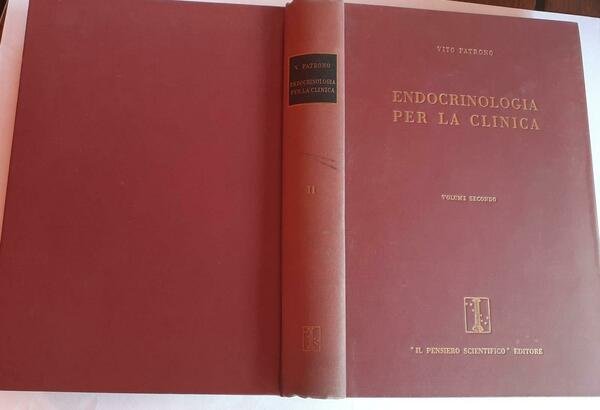 V. PATRONO
ENDOCRINOLOGIA
PER LA CLINICA
II
VITO PATRONO
ENDOCRINOLOGIA
PER LA CLINICA
VOLUME SECONDO
"IL PENSIERO SCIENTIFICO" EDITORE